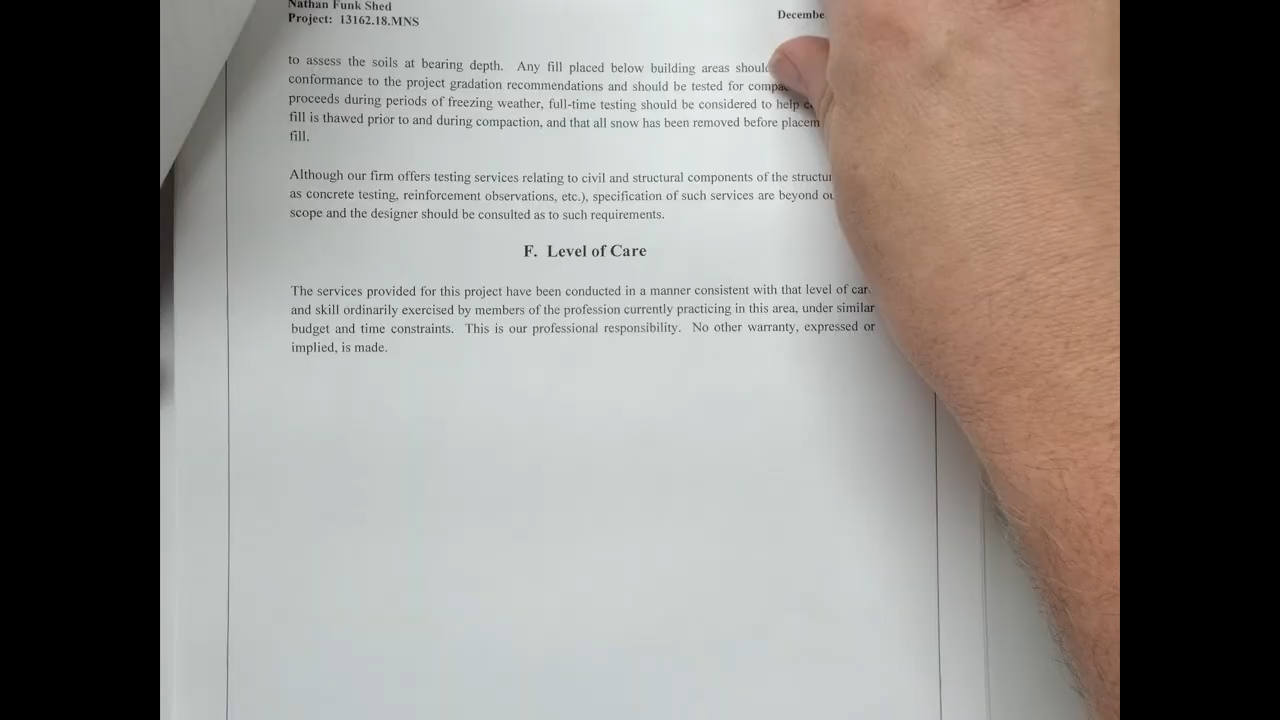 Nathan Funk Shed
Project: 13162.18.MNS
to assess the soils at bearing depth. Any fill placed below building areas
conformance to the project gradation recommendations and should be tested for
proceeds during periods of freezing weather, full-time testing should be considered to help
fill is thawed prior to and during compaction, and that all snow has been removed before
fill.
Although our firm offers testing services relating to civil and structural components of the
as concrete testing, reinforcement observations, etc.), specification of such services are beyond
scope and the designer should be consulted as to such requirements.
F. Level of Care
The services provided for this project have been conducted in a manner consistent with that level of
and skill ordinarily exercised by members of the profession currently practicing in this area, under similar
budget and time constraints. This is our professional responsibility. No other warranty, expressed or
implied, is made.